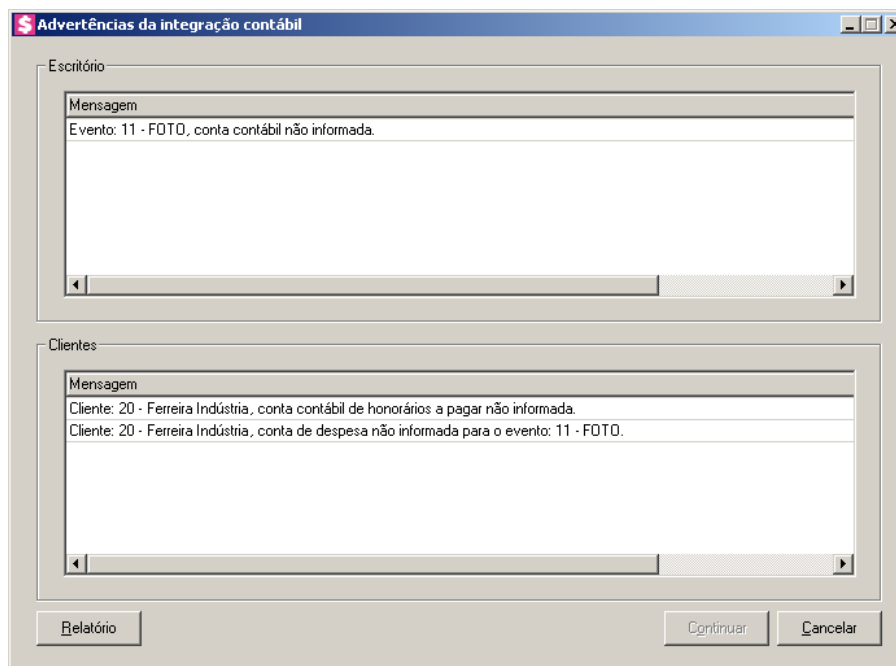 Advertências da integração contábil
Escritório
Mensagem
Evento: 11 - FOTO, conta contábil não informada.
Clientes
Mensagem
Cliente: 20 - Ferreira Indústria, conta contábil de honorários a pagar não informada.
Cliente: 20 - Ferreira Indústria, conta de despesa não informada para o evento: 11 - FOTO.
Relatório
Continuar
Cancelar